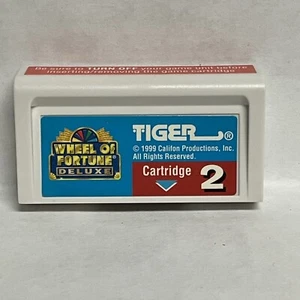 Be sure to TURN OFF your game unit before
inserting/removing the game cartridge
WHEEL OF
FORTUNE
DELUXE
TIGER®
© 1999 Califon Productions, Inc.
All Rights Reserved.
Cartridge 2